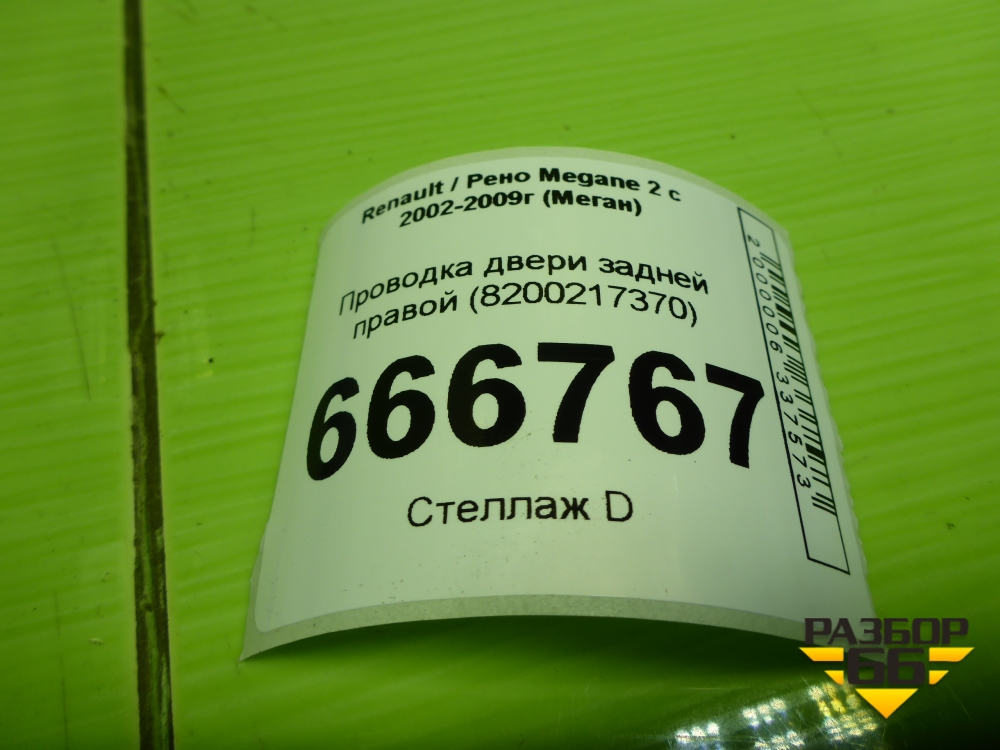 Renault / Рено Megane 2 с
2002-2009г (Меган)
Проводка двери задней
правой (8200217370)
666767
Стеллаж D
2000006337573
РАЗБОР
66